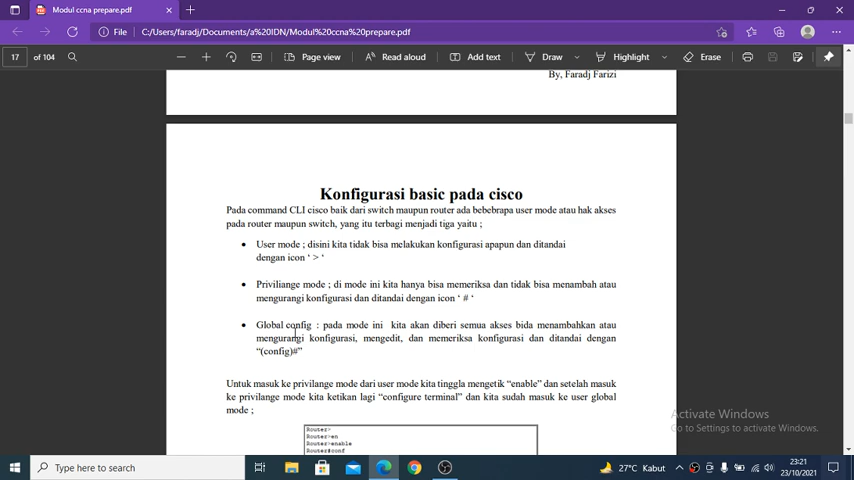 Modul ccna prepare.pdf
File
C:/Users/faradj/Documents/a%20IDN/Modul%20ccna%20prepare.pdf
17 of 104
Page view
Read aloud
Add text
Draw
Highlight
Erase
By, Faradj Farizi
Konfigurasi basic pada cisco
Pada command CLI cisco baik dari switch maupun router ada bebebrapa user mode atau hak akses
pada router maupun switch, yang itu terbagi menjadi tiga yaitu ;
• User mode ; disini kita tidak bisa melakukan konfigurasi apapun dan ditandai
dengan icon ‘ > ‘
• Priviliange mode ; di mode ini kita hanya bisa memeriksa dan tidak bisa menambah atau
mengurangi konfigurasi dan ditandai dengan icon ‘ # ‘
• Global config : pada mode ini kita akan diberi semua akses bida menambahkan atau
mengurangi konfigurasi, mengedit, dan memeriksa konfigurasi dan ditandai dengan
“(config)#”
Untuk masuk ke privilange mode dari user mode kita tinggla mengetik “enable” dan setelah masuk
ke privilange mode kita ketikan lagi “configure terminal” dan kita sudah masuk ke user global
mode ;
Router>
Router>en
Router>enable
Router#conf
Activate Windows
Go to Settings to activate Windows.
Type here to search
27°C Kabut
23:21
23/10/2021